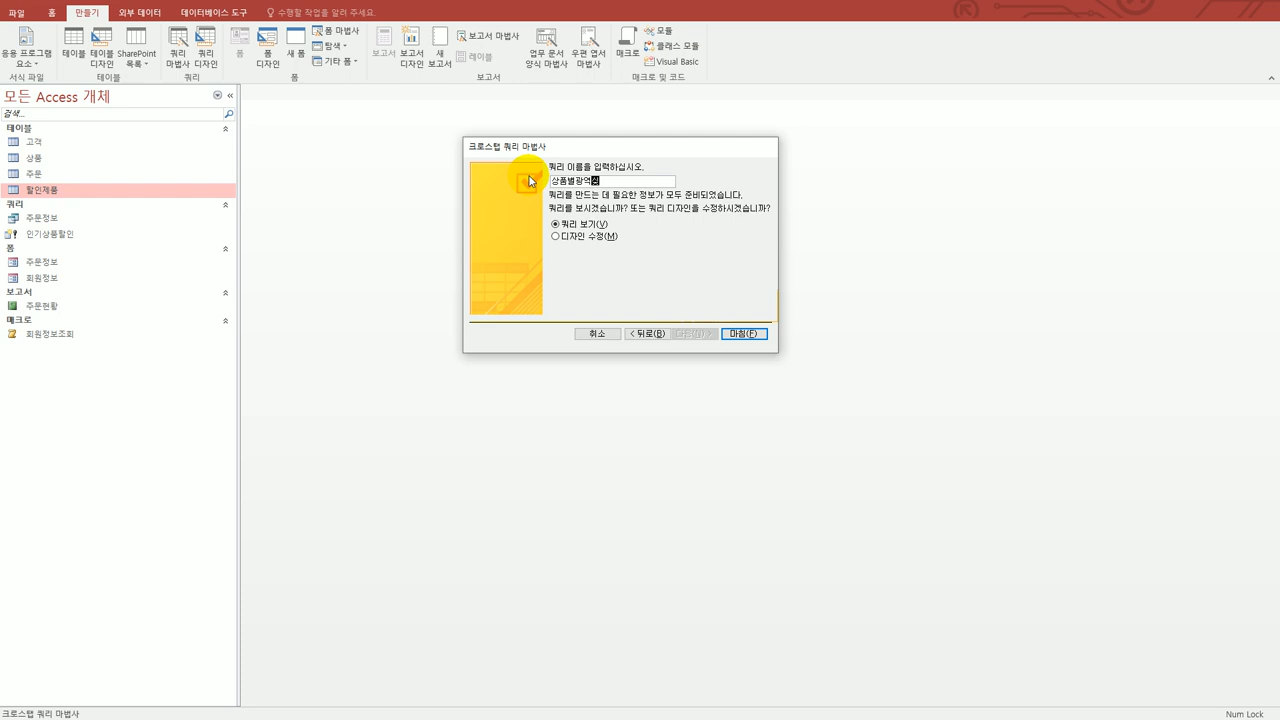 파일 홈 만들기 외부 데이터 데이터베이스 도구 수행할 작업을 알려 주세요.
응용 프로그램 요소
테이블
테이블 디자인
SharePoint 목록
쿼리 마법사
쿼리 디자인
폼
폼 디자인
새 폼
폼 마법사
탐색
기타 폼
보고서
보고서 디자인
새 보고서
보고서 마법사
레이블
업무 문서 양식 마법사
우편 엽서 마법사
매크로
모듈
클래스 모듈
Visual Basic
서식 파일 테이블 쿼리 폼 보고서 매크로 및 코드
모든 Access 개체
검색...
테이블
고객
상품
주문
할인제품
쿼리
주문정보
인기상품할인
폼
주문정보
회원정보
보고서
주문현황
매크로
회원정보조회
크로스탭 쿼리 마법사
쿼리 이름을 입력하십시오.
상품별광역
쿼리를 만드는 데 필요한 정보가 모두 준비되었습니다.
쿼리를 보시겠습니까? 또는 쿼리 디자인을 수정하시겠습니까?
쿼리 보기(V)
디자인 수정(M)
취소 < 뒤로(B) 마침(F)
크로스탭 쿼리 마법사 Num Lock